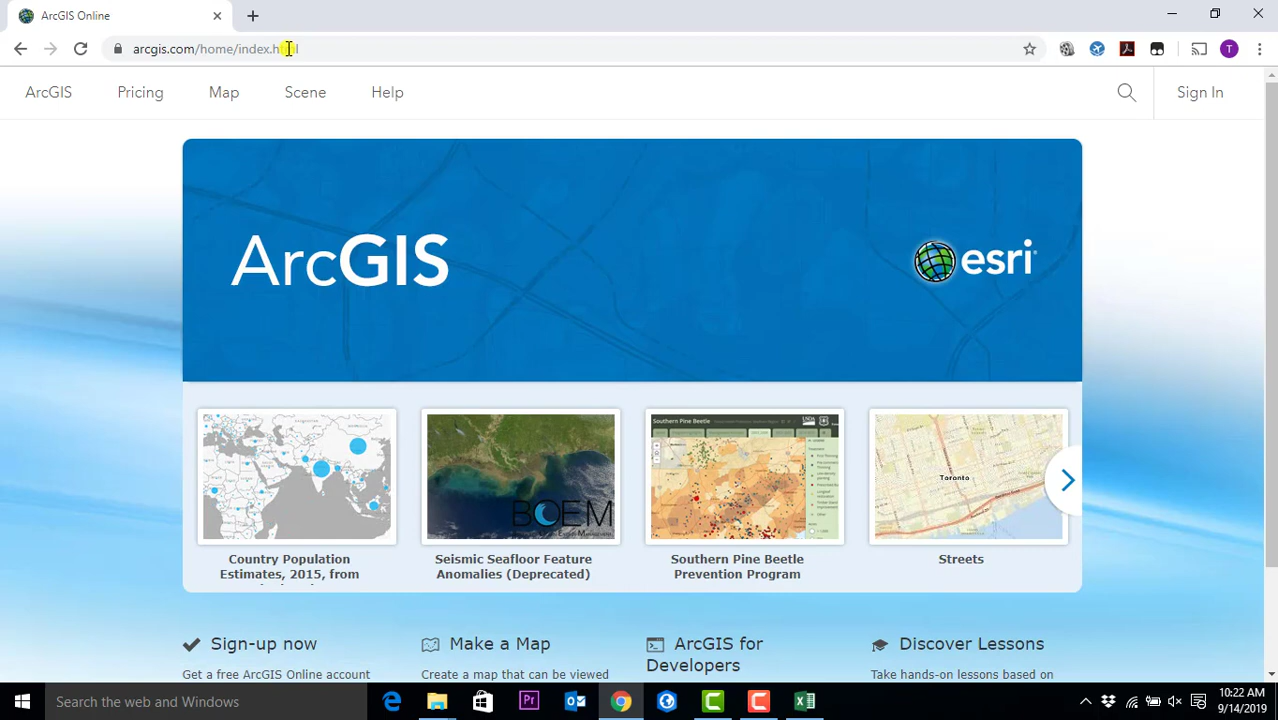 ArcGIS Online
arcgis.com/home/index.html
T
ArcGIS Pricing Map Scene Help Sign In
ArcGIS
esri
Southern Pine Beetle
USDA
BOEM
Toronto
Country Population
Estimates, 2015, from
Seismic Seafloor Feature
Anomalies (Deprecated)
Southern Pine Beetle
Prevention Program
Streets
Sign-up now
Get a free ArcGIS Online account
Make a Map
Create a map that can be viewed
ArcGIS for
Developers
Discover Lessons
Take hands-on lessons based on
Search the web and Windows
Pr
10:22 AM
9/14/2019